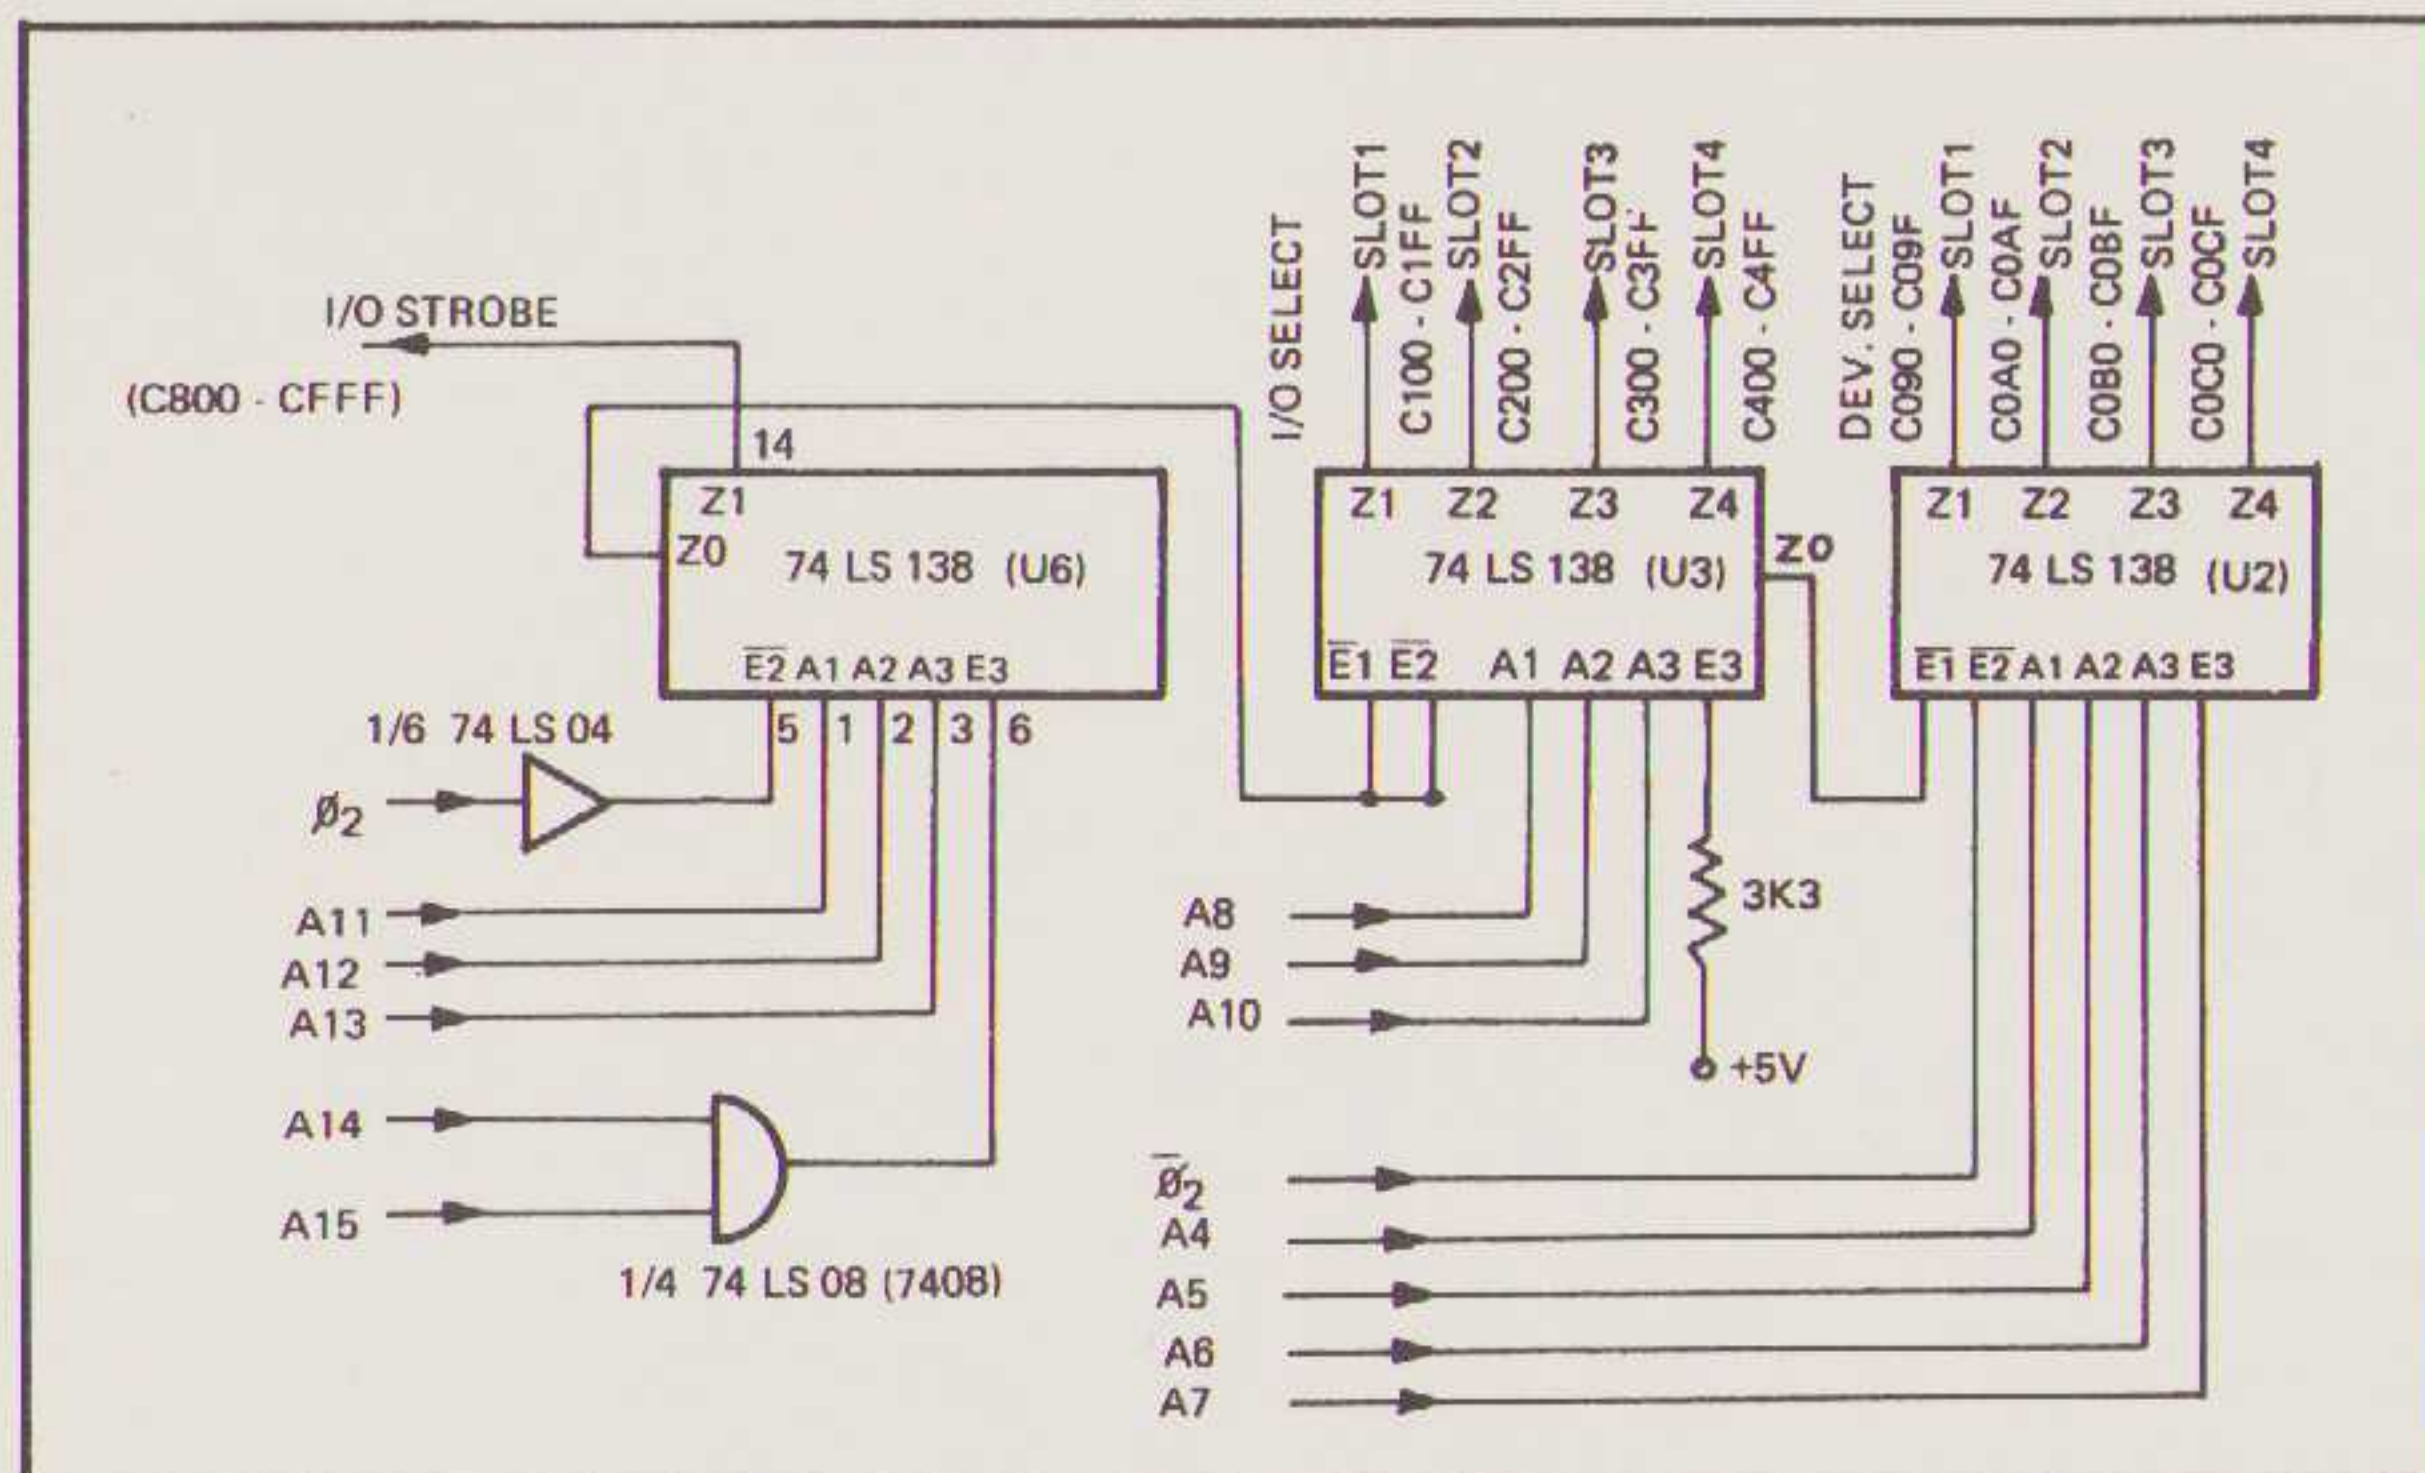 I/O STROBE
(C800 - CFFF)
14
Z1
Z0
74 LS 138 (U6)
E2 A1 A2 A3 E3
5 1 2 3 6
1/6 74 LS 04
Ø2
A11
A12
A13
A14
A15
1/4 74 LS 08 (7408)
I/O SELECT
SLOT1
C100 - C1FF
SLOT2
C200 - C2FF
SLOT3
C300 - C3FF
SLOT4
C400 - C4FF
Z1 Z2 Z3 Z4
74 LS 138 (U3)
Z0
E1 E2 A1 A2 A3 E3
A8
A9
A10
3K3
+5V
DEV. SELECT
C090 - C09F
SLOT1
C0A0 - C0AF
SLOT2
C0B0 - C0BF
SLOT3
C0C0 - C0CF
SLOT4
Z1 Z2 Z3 Z4
74 LS 138 (U2)
E1 E2 A1 A2 A3 E3
Ø2
A4
A5
A6
A7